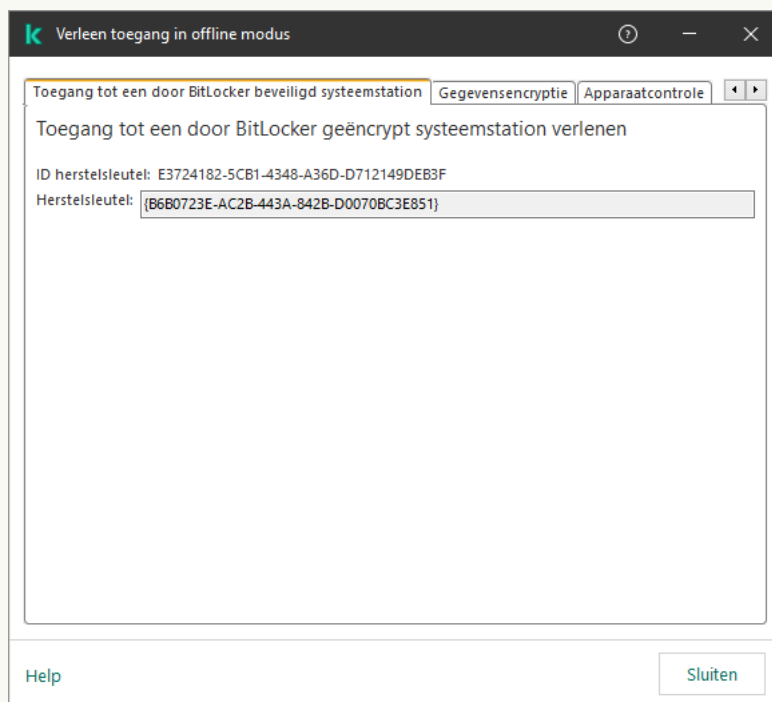 Verleen toegang in offline modus
Toegang tot een door BitLocker beveiligd systeemstation Gegevensencryptie Apparaatcontrole
Toegang tot een door BitLocker geëncrypt systeemstation verlenen
ID herstelsleutel: E3724182-5CB1-4348-A36D-D712149DEB3F
Herstelsleutel: {B6B0723E-AC2B-443A-842B-D0070BC3E851}
Help Sluiten